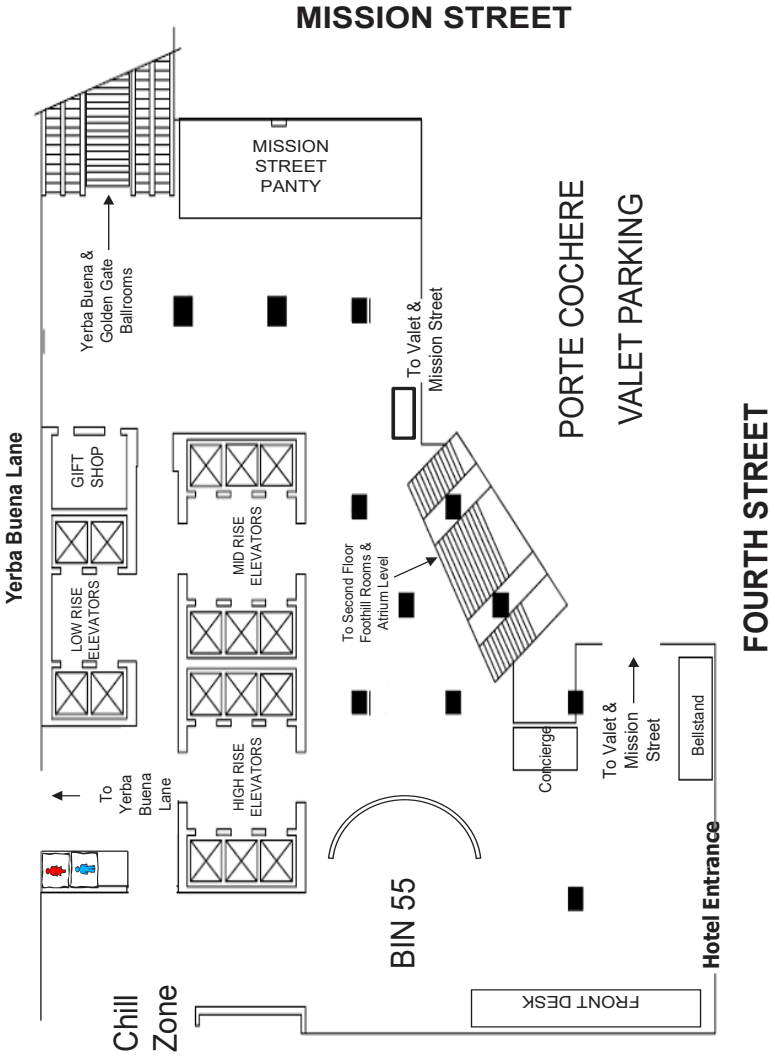 MISSION STREET
MISSION
STREET
PANTY
Yerba Buena &
Golden Gate
Ballrooms
PORTE COCHERE
VALET PARKING
To Valet &
Mission Street
Yerba Buena Lane
GIFT
SHOP
FOURTH STREET
MID RISE
ELEVATORS
LOW RISE
ELEVATORS
To Second Floor
Foothill Rooms &
Atrium Level
To
Yerba
Buena
Lane
HIGH RISE
ELEVATORS
Concierge
To Valet &
Mission
Street
Bellstand
BIN 55
Hotel Entrance
Chill
Zone
FRONT DESK